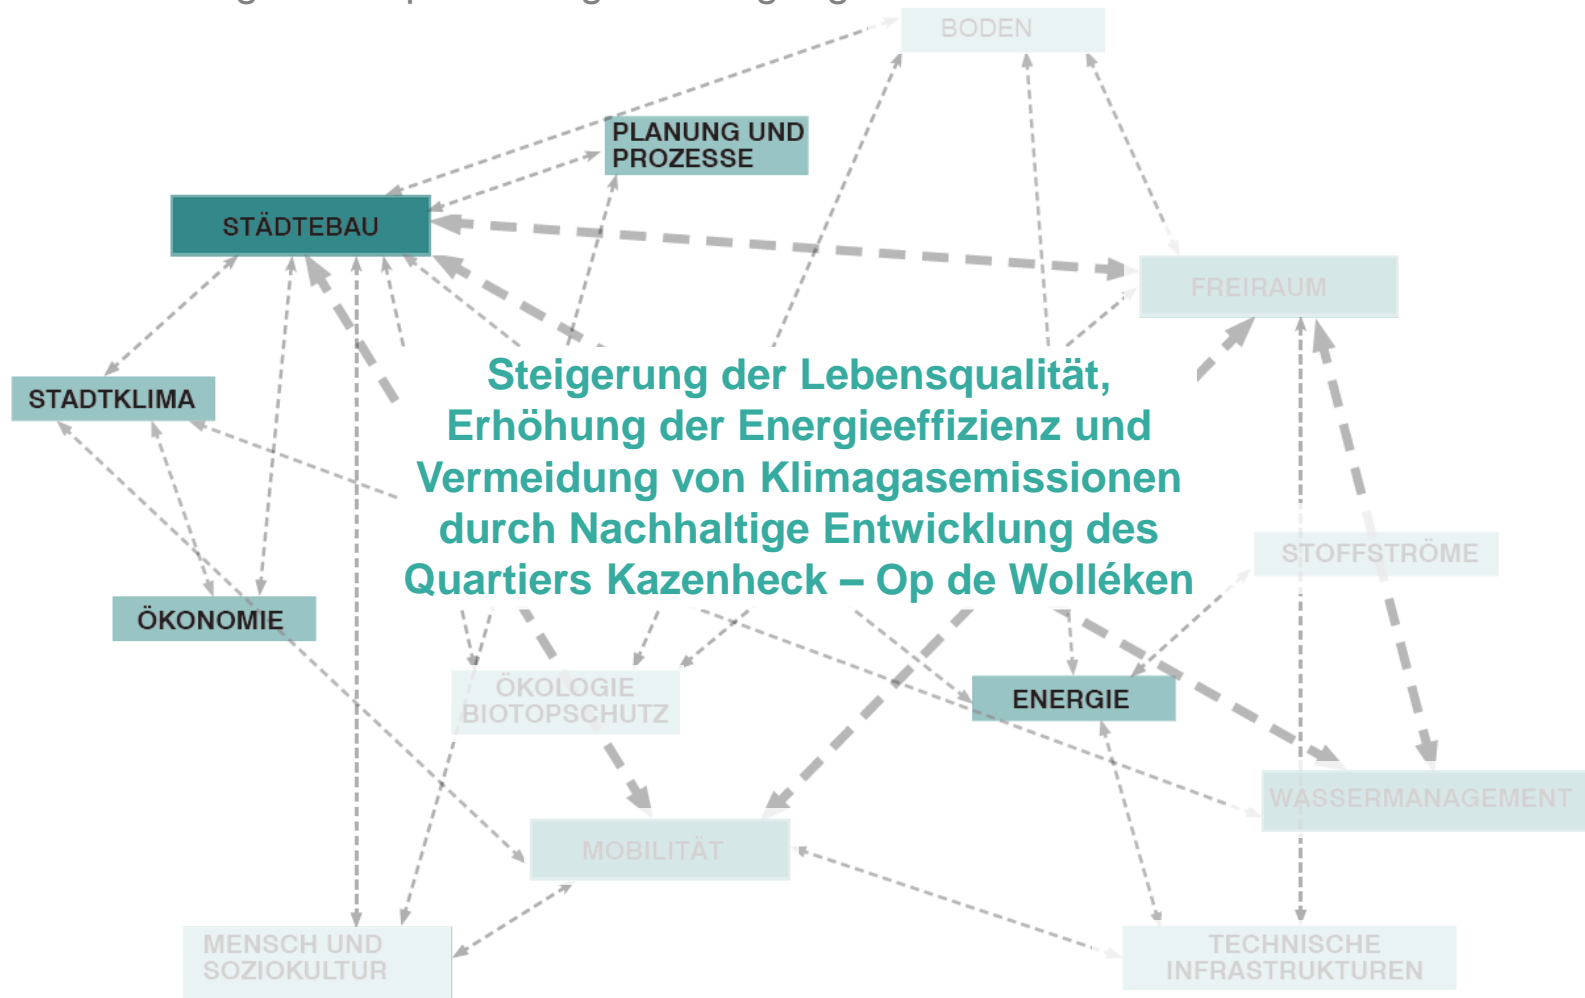 BODEN
PLANUNG UND
PROZESSE
STÄDTEBAU
FREIRAUM
Steigerung der Lebensqualität,
Erhöhung der Energieeffizienz und
Vermeidung von Klimagasemissionen
durch Nachhaltige Entwicklung des
Quartiers Kazenheck – Op de Wolléken
STADTKLIMA
STOFFSTRÖME
ÖKONOMIE
ÖKOLOGIE
BIOTOPSCHUTZ
ENERGIE
WASSERMANAGEMENT
MOBILITÄT
MENSCH UND
SOZIOKULTUR
TECHNISCHE
INFRASTRUKTUREN